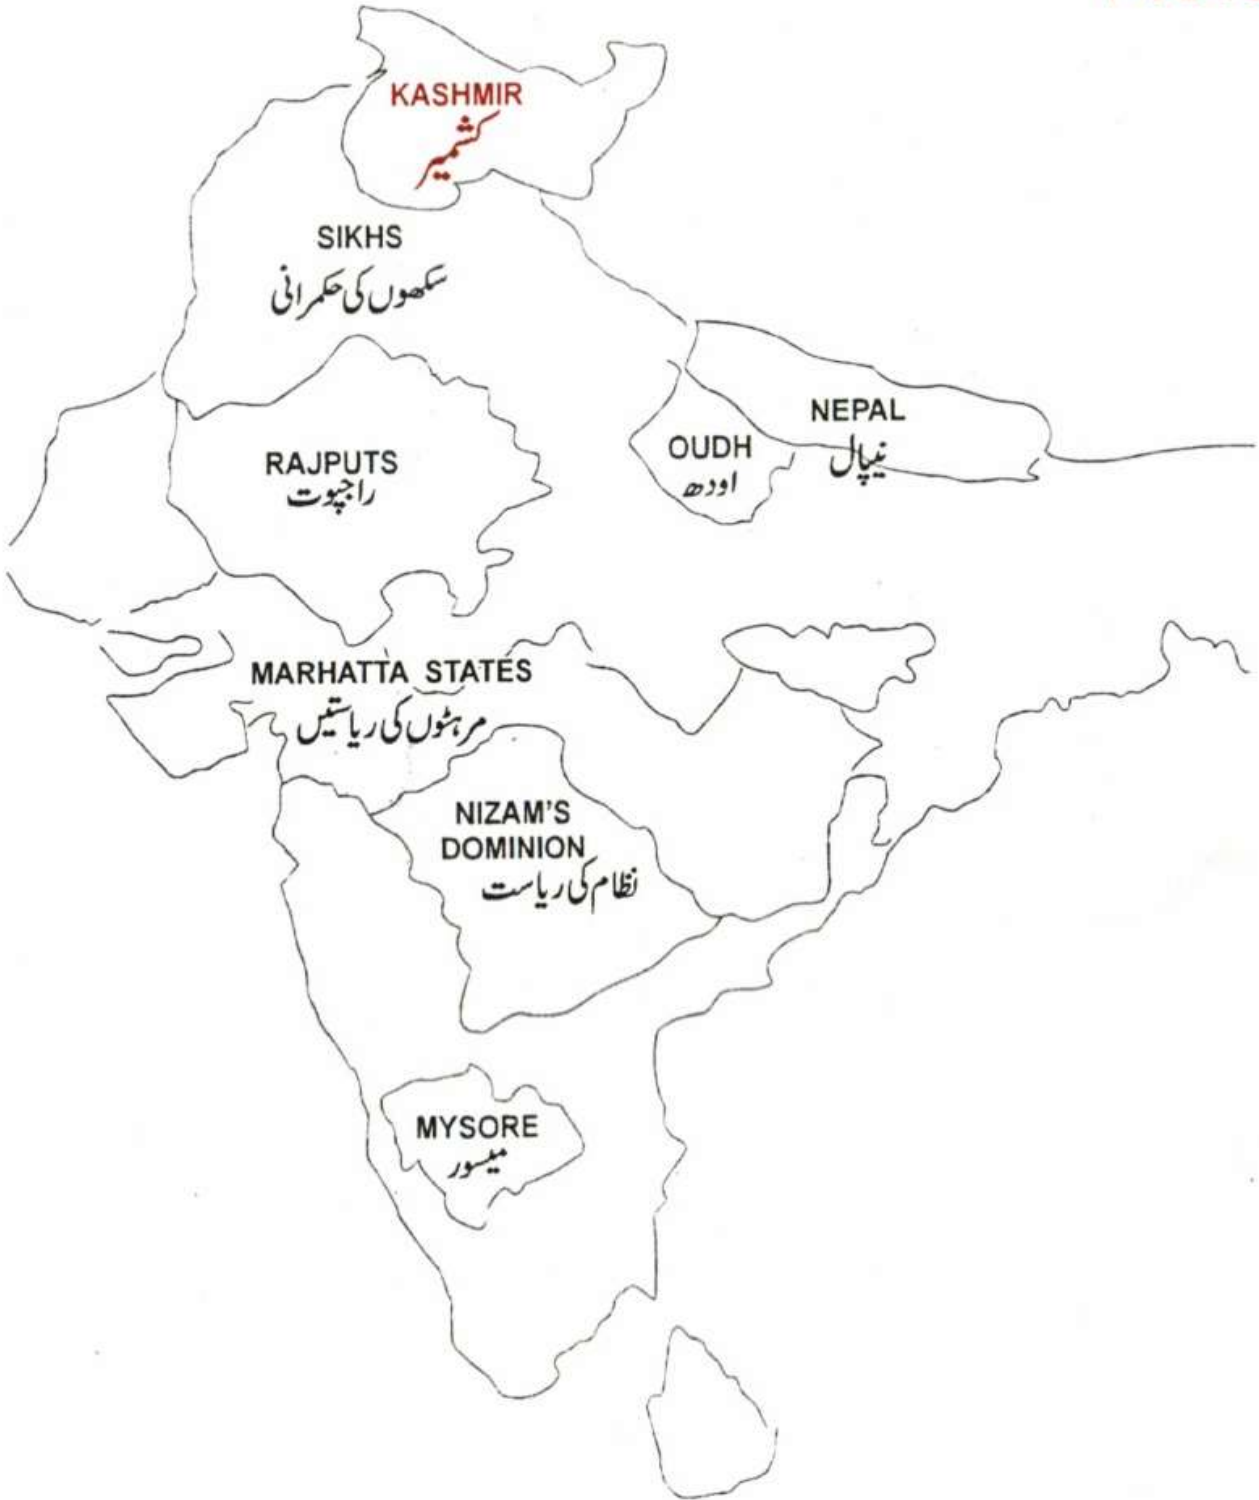 KASHMIR
کشمیر
SIKHS
سکھوں کی حکمرانی
NEPAL
نیپال
OUDH
اودھ
RAJPUTS
راجپوت
MARHATTA STATES
مرہٹوں کی ریاستیں
NIZAM'S
DOMINION
نظام کی ریاست
MYSORE
میسور